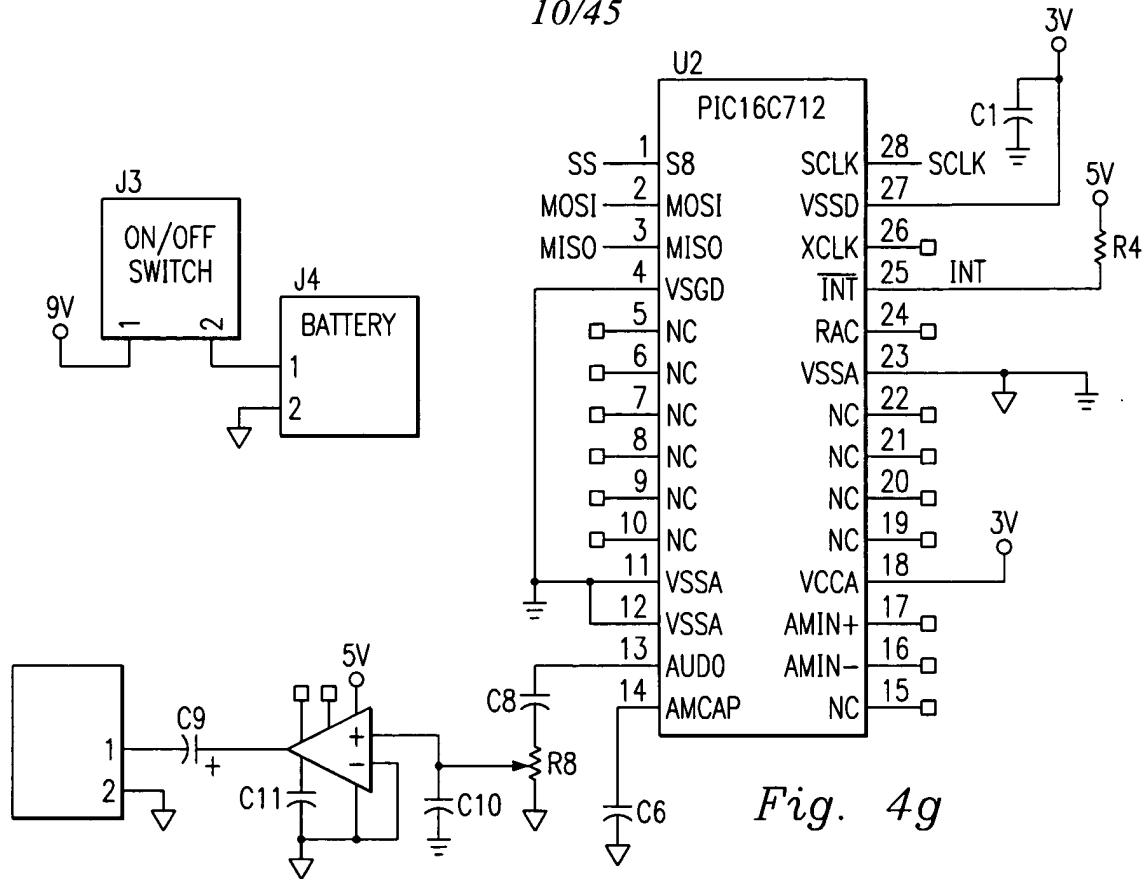 10/45
3V
U2
PIC16C712
C1
SS 1 S8
MOSI 2 MOSI
MISO 3 MISO
4 VSGD
5 NC
6 NC
7 NC
8 NC
9 NC
10 NC
11 VSSA
12 VSSA
13 AUDO
14 AMCAP
SCLK 28 SCLK
VSSD 27
XCLK 26
INT 25 INT
RAC 24
VSSA 23
NC 22
NC 21
NC 20
NC 19
VCCA 18
AMIN+ 17
AMIN- 16
NC 15
5V
R4
3V
J3
ON/OFF
SWITCH
1 2
9V
J4
BATTERY
1
2
5V
C9
+
1
2
+
-
C11
C10
C8
R8
C6
Fig. 4g